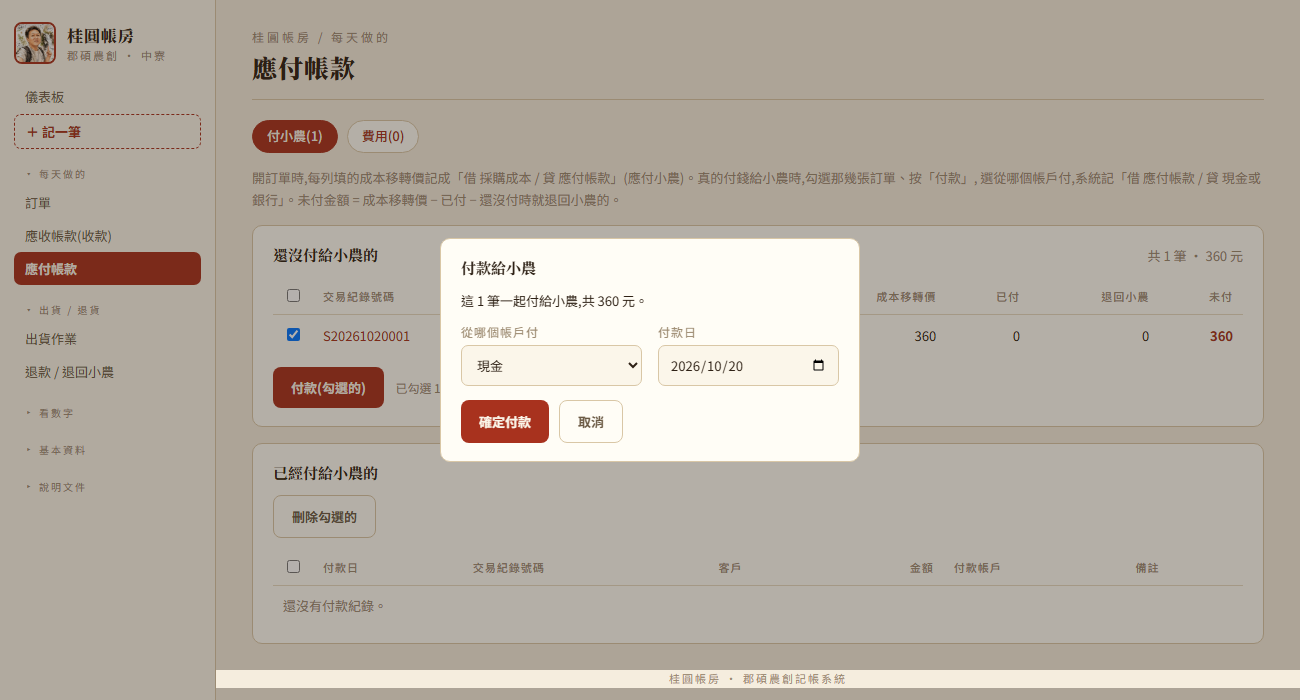 桂圓帳房
郡碩農創 · 中寮
儀表板
＋ 記一筆
每天做的
訂單
應收帳款(收款)
應付帳款
出貨 / 退貨
出貨作業
退款 / 退回小農
看數字
基本資料
說明文件
桂圓帳房 / 每天做的
應付帳款
付小農(1)
費用(0)
開訂單時,每列填的成本移轉價記成「借 採購成本 / 貸 應付帳款」(應付小農)。真的付錢給小農時,勾選那幾張訂單、按「付款」, 選從哪個帳戶付,系統記「借 應付帳款 / 貸 現金或
銀行」。未付金額 = 成本移轉價 − 已付 − 還沒付時就退回小農的。
還沒付給小農的
共 1 筆 · 360 元
交易紀錄號碼 成本移轉價 已付 退回小農 未付
S20261020001 360 0 0 360
付款(勾選的)
已勾選 1
付款給小農
這 1 筆一起付給小農,共 360 元。
從哪個帳戶付 付款日
現金 2026/10/20
確定付款 取消
已經付給小農的
刪除勾選的
付款日 交易紀錄號碼 客戶 金額 付款帳戶 備註
還沒有付款紀錄。
桂圓帳房 · 郡碩農創記帳系統